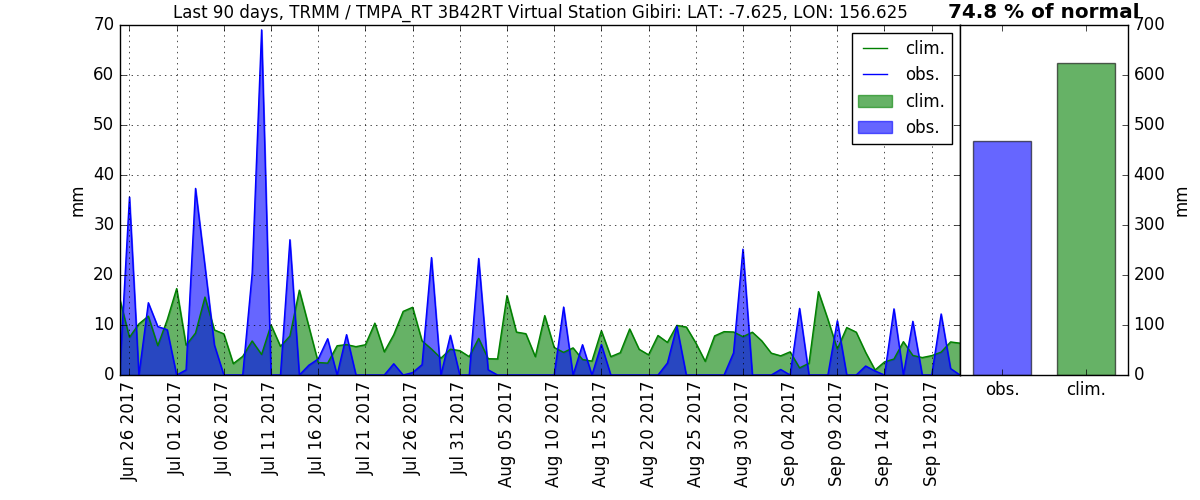 Last 90 days, TRMM / TMPA_RT 3B42RT Virtual Station Gibiri: LAT: -7.625, LON: 156.625
74.8 % of normal
70
60
50
40
30
20
10
0
mm
clim.
obs.
clim.
obs.
700
600
500
400
300
200
100
0
mm
Jun 26 2017
Jul 01 2017
Jul 06 2017
Jul 11 2017
Jul 16 2017
Jul 21 2017
Jul 26 2017
Jul 31 2017
Aug 05 2017
Aug 10 2017
Aug 15 2017
Aug 20 2017
Aug 25 2017
Aug 30 2017
Sep 04 2017
Sep 09 2017
Sep 14 2017
Sep 19 2017
obs.
clim.